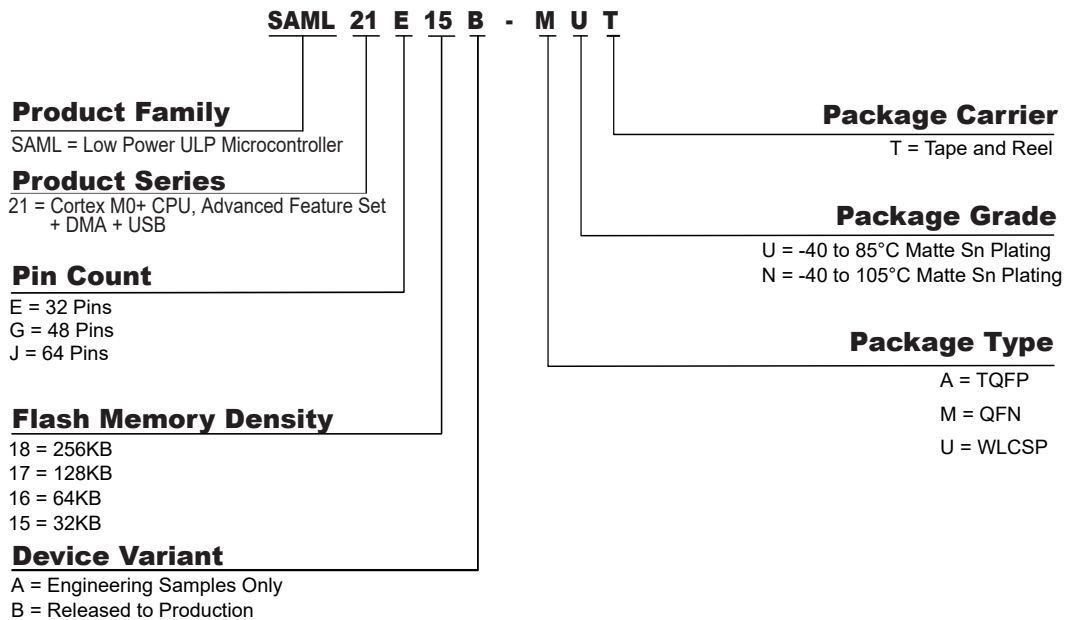 SAML 21 E 15 B - M U T
Product Family
SAML = Low Power ULP Microcontroller
Product Series
21 = Cortex M0+ CPU, Advanced Feature Set
+ DMA + USB
Pin Count
E = 32 Pins
G = 48 Pins
J = 64 Pins
Flash Memory Density
18 = 256KB
17 = 128KB
16 = 64KB
15 = 32KB
Device Variant
A = Engineering Samples Only
B = Released to Production
Package Carrier
T = Tape and Reel
Package Grade
U = -40 to 85°C Matte Sn Plating
N = -40 to 105°C Matte Sn Plating
Package Type
A = TQFP
M = QFN
U = WLCSP